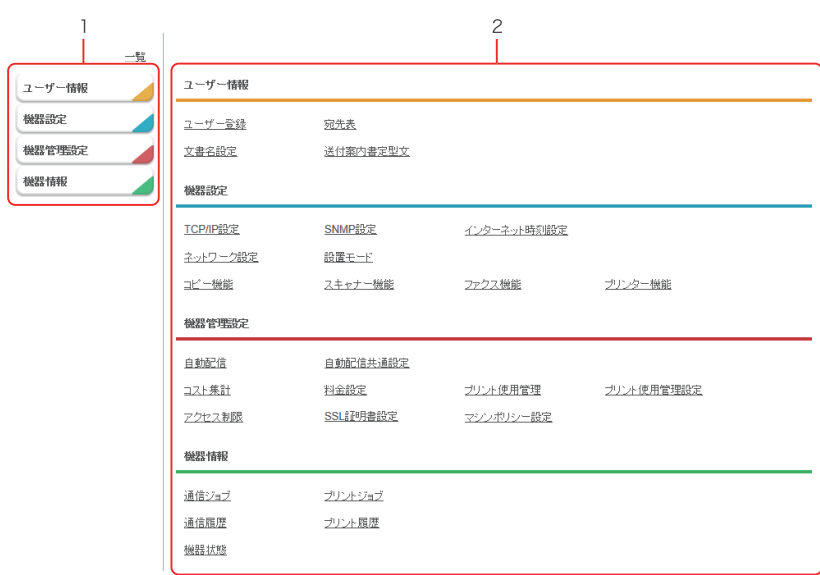 1
2
一覧
ユーザー情報
機器設定
機器管理設定
機器情報
ユーザー情報
ユーザー登録 宛先表
文書名設定 送付案内書定型文
機器設定
TCP/IP設定 SNMP設定 インターネット時刻設定
ネットワーク設定 設置モード
コピー機能 スキャナー機能 ファクス機能 プリンター機能
機器管理設定
自動配信 自動配信共通設定
コスト集計 料金設定 プリント使用管理 プリント使用管理設定
アクセス制限 SSL証明書設定 マシンポリシー設定
機器情報
通信ジョブ プリントジョブ
通信履歴 プリント履歴
機器状態